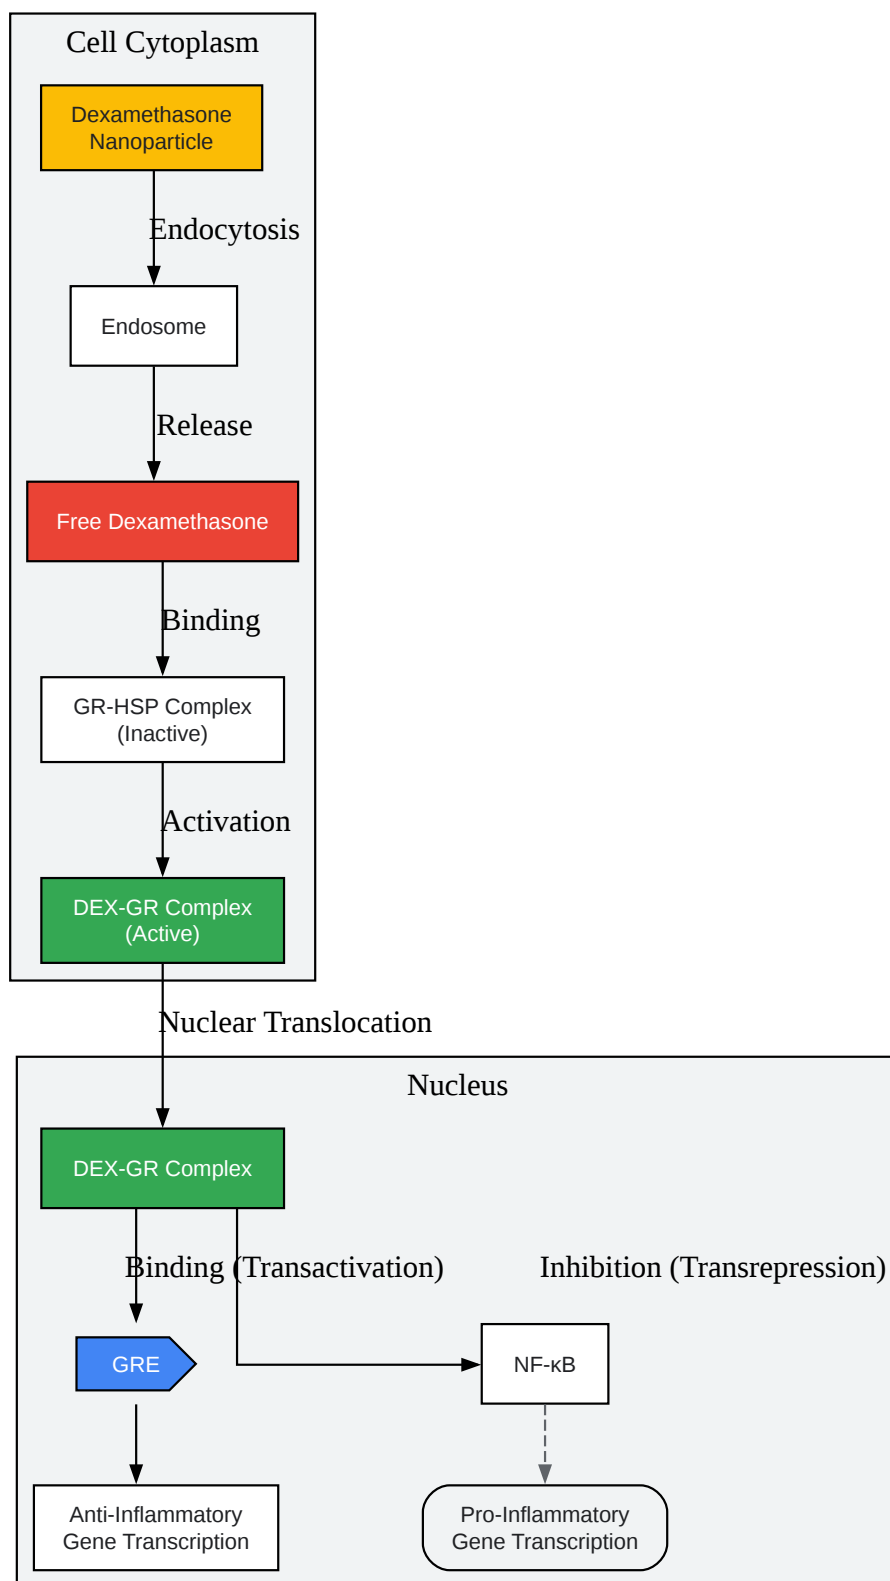 Cell Cytoplasm
Dexamethasone
Nanoparticle
Endocytosis
Endosome
Release
Free Dexamethasone
Binding
GR-HSP Complex
(Inactive)
Activation
DEX-GR Complex
(Active)
Nuclear Translocation
Nucleus
DEX-GR Complex
Binding (Transactivation)
Inhibition (Transrepression)
GRE
NF-κB
Anti-Inflammatory
Gene Transcription
Pro-Inflammatory
Gene Transcription